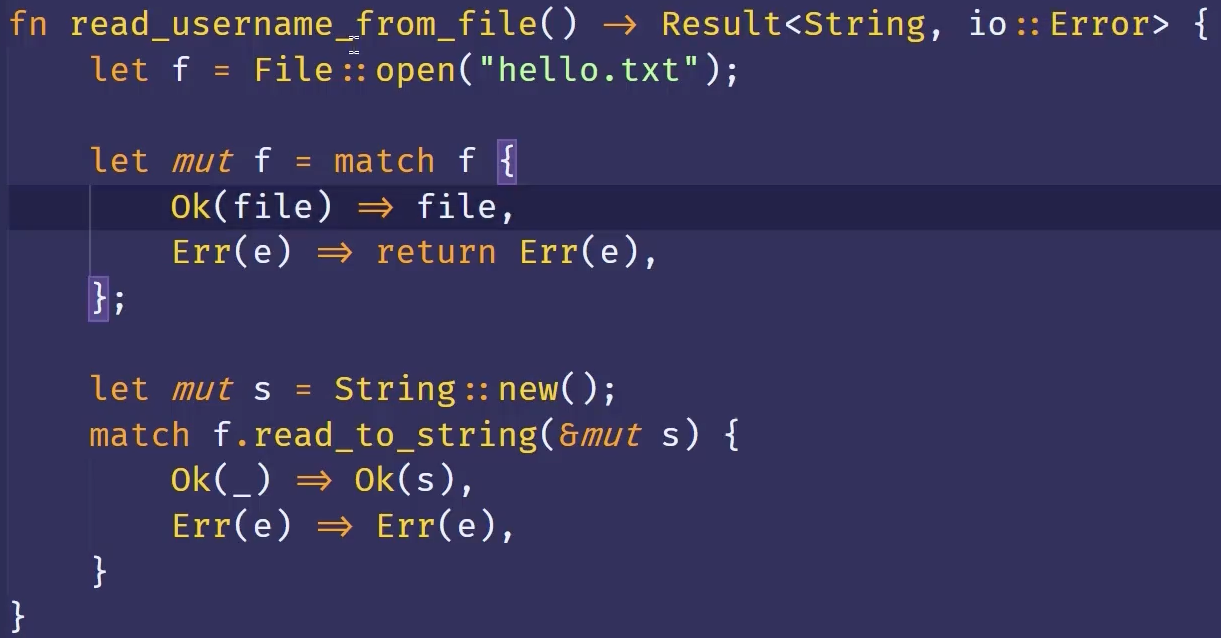 fn read_username_from_file() -> Result<String, io::Error> {
    let f = File::open("hello.txt");

    let mut f = match f {
        Ok(file) => file,
        Err(e) => return Err(e),
    };

    let mut s = String::new();
    match f.read_to_string(&mut s) {
        Ok(_) => Ok(s),
        Err(e) => Err(e),
    }
}